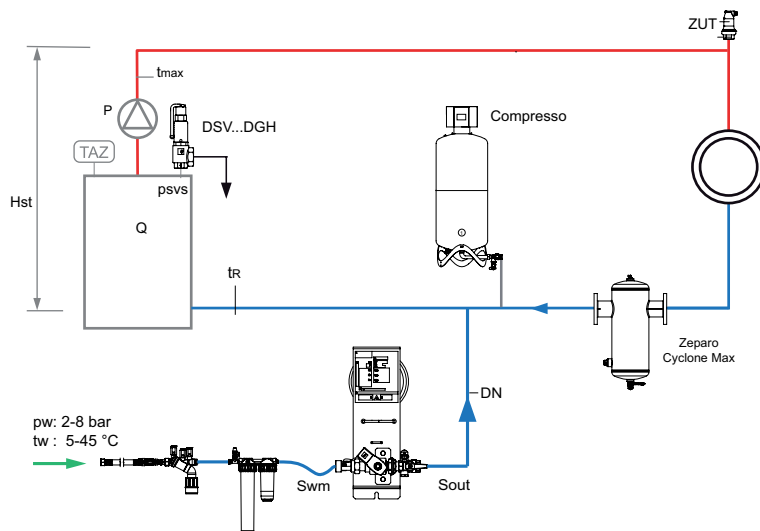 ZUT
tmax
P
DSV...DGH
Compresso
TAZ
psvs
Hst
Q
tR
Zeparo
Cyclone Max
DN
pw: 2-8 bar
tw : 5-45 °C
Swm
Sout